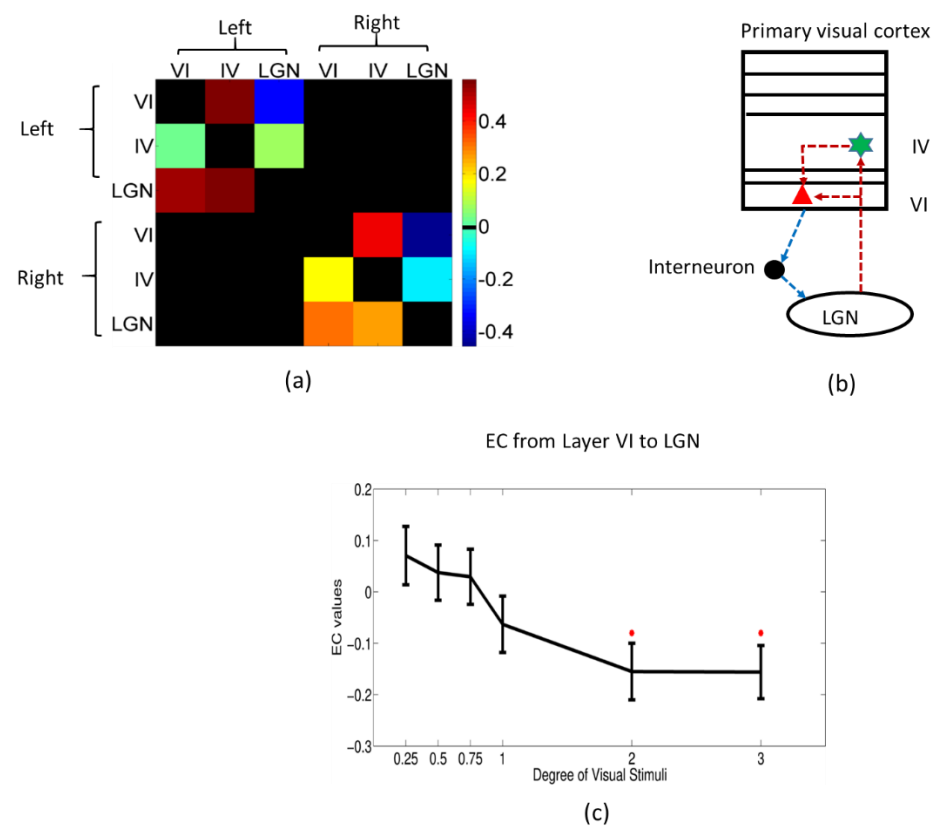 Left
Right
VI IV LGN VI IV LGN
Left
VI
IV
LGN
Right
VI
IV
LGN
0.4
0.2
0
-0.2
-0.4
(a)
Primary visual cortex
IV
VI
Interneuron
LGN
(b)
EC from Layer VI to LGN
0.2
0.1
0
-0.1
-0.2
-0.3
EC values
0.25 0.5 0.75 1 2 3
Degree of Visual Stimuli
(c)